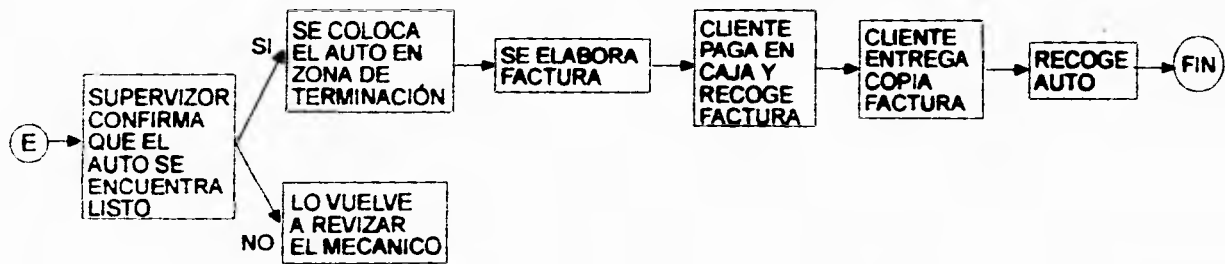 E
SUPERVIZOR
CONFIRMA
QUE EL
AUTO SE
ENCUENTRA
LISTO
SI
SE COLOCA
EL AUTO EN
ZONA DE
TERMINACIÓN
NO
LO VUELVE
A REVIZAR
EL MECANICO
SE ELABORA
FACTURA
CLIENTE
PAGA EN
CAJA Y
RECOGE
FACTURA
CLIENTE
ENTREGA
COPIA
FACTURA
RECOGE
AUTO
FIN